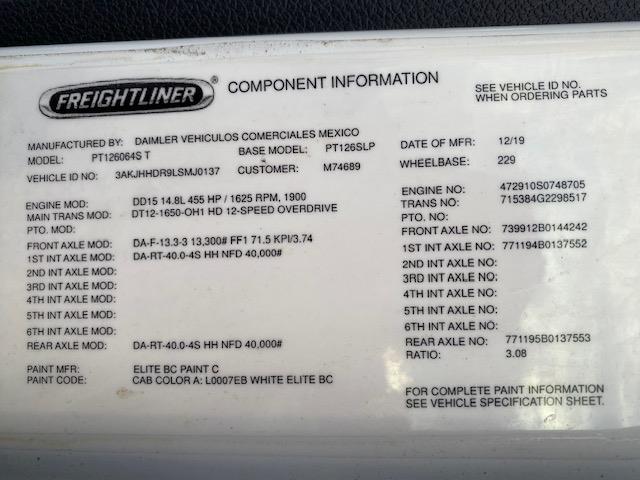 FREIGHTLINER ® COMPONENT INFORMATION
SEE VEHICLE ID NO.
WHEN ORDERING PARTS
MANUFACTURED BY: DAIMLER VEHICULOS COMERCIALES MEXICO DATE OF MFR: 12/19
MODEL: PT126064S T BASE MODEL: PT126SLP WHEELBASE: 229
VEHICLE ID NO: 3AKJHHDR9LSMJ0137 CUSTOMER: M74689
ENGINE MOD: DD15 14.8L 455 HP / 1625 RPM, 1900 ENGINE NO: 472910S0748705
MAIN TRANS MOD: DT12-1650-OH1 HD 12-SPEED OVERDRIVE TRANS NO: 715384G2298517
PTO. MOD: PTO. NO:
FRONT AXLE MOD: DA-F-13.3-3 13,300# FF1 71.5 KPI/3.74 FRONT AXLE NO: 739912B0144242
1ST INT AXLE MOD: DA-RT-40.0-4S HH NFD 40,000# 1ST INT AXLE NO: 771194B0137552
2ND INT AXLE MOD: 2ND INT AXLE NO:
3RD INT AXLE MOD: 3RD INT AXLE NO:
4TH INT AXLE MOD: 4TH INT AXLE NO:
5TH INT AXLE MOD: 5TH INT AXLE NO:
6TH INT AXLE MOD: 6TH INT AXLE NO:
REAR AXLE MOD: DA-RT-40.0-4S HH NFD 40,000# REAR AXLE NO: 771195B0137553
RATIO: 3.08
PAINT MFR: ELITE BC PAINT C
PAINT CODE: CAB COLOR A: L0007EB WHITE ELITE BC
FOR COMPLETE PAINT INFORMATION
SEE VEHICLE SPECIFICATION SHEET.